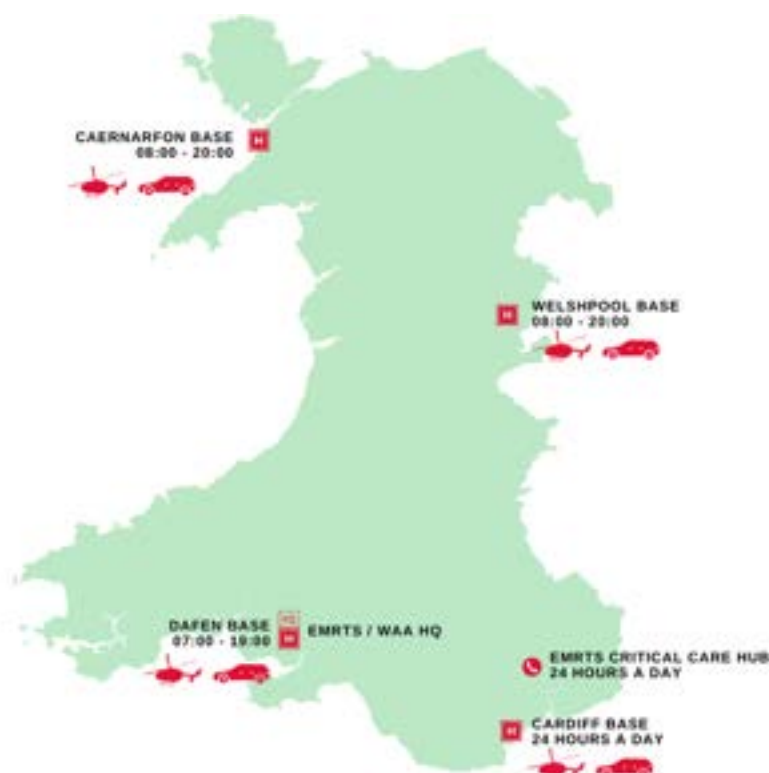 CAERNARFON BASE
08:00 - 20:00
H
WELSHPOOL BASE
08:00 - 20:00
H
DAFEN BASE
07:00 - 19:00
HQ
H
EMRTS / WAA HQ
EMRTS CRITICAL CARE HUB
24 HOURS A DAY
H
CARDIFF BASE
24 HOURS A DAY